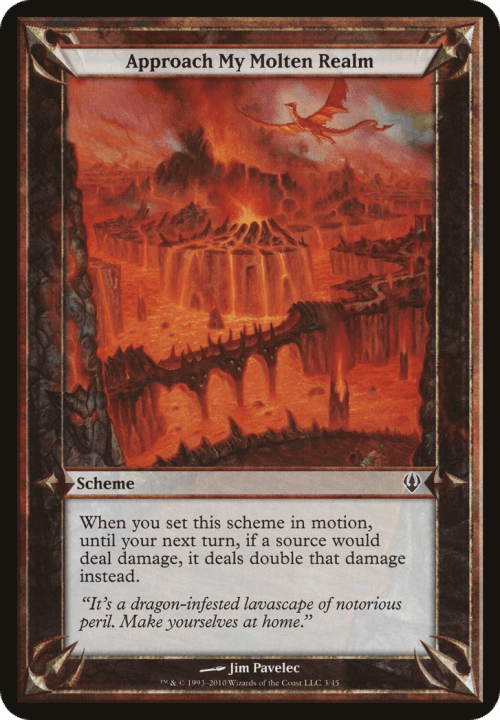 Approach My Molten Realm
Scheme
When you set this scheme in motion,
until your next turn, if a source would
deal damage, it deals double that damage
instead.
“It’s a dragon-infested lavascape of notorious
peril. Make yourselves at home.”
Jim Pavelec
™ & © 1993–2010 Wizards of the Coast LLC 3/45